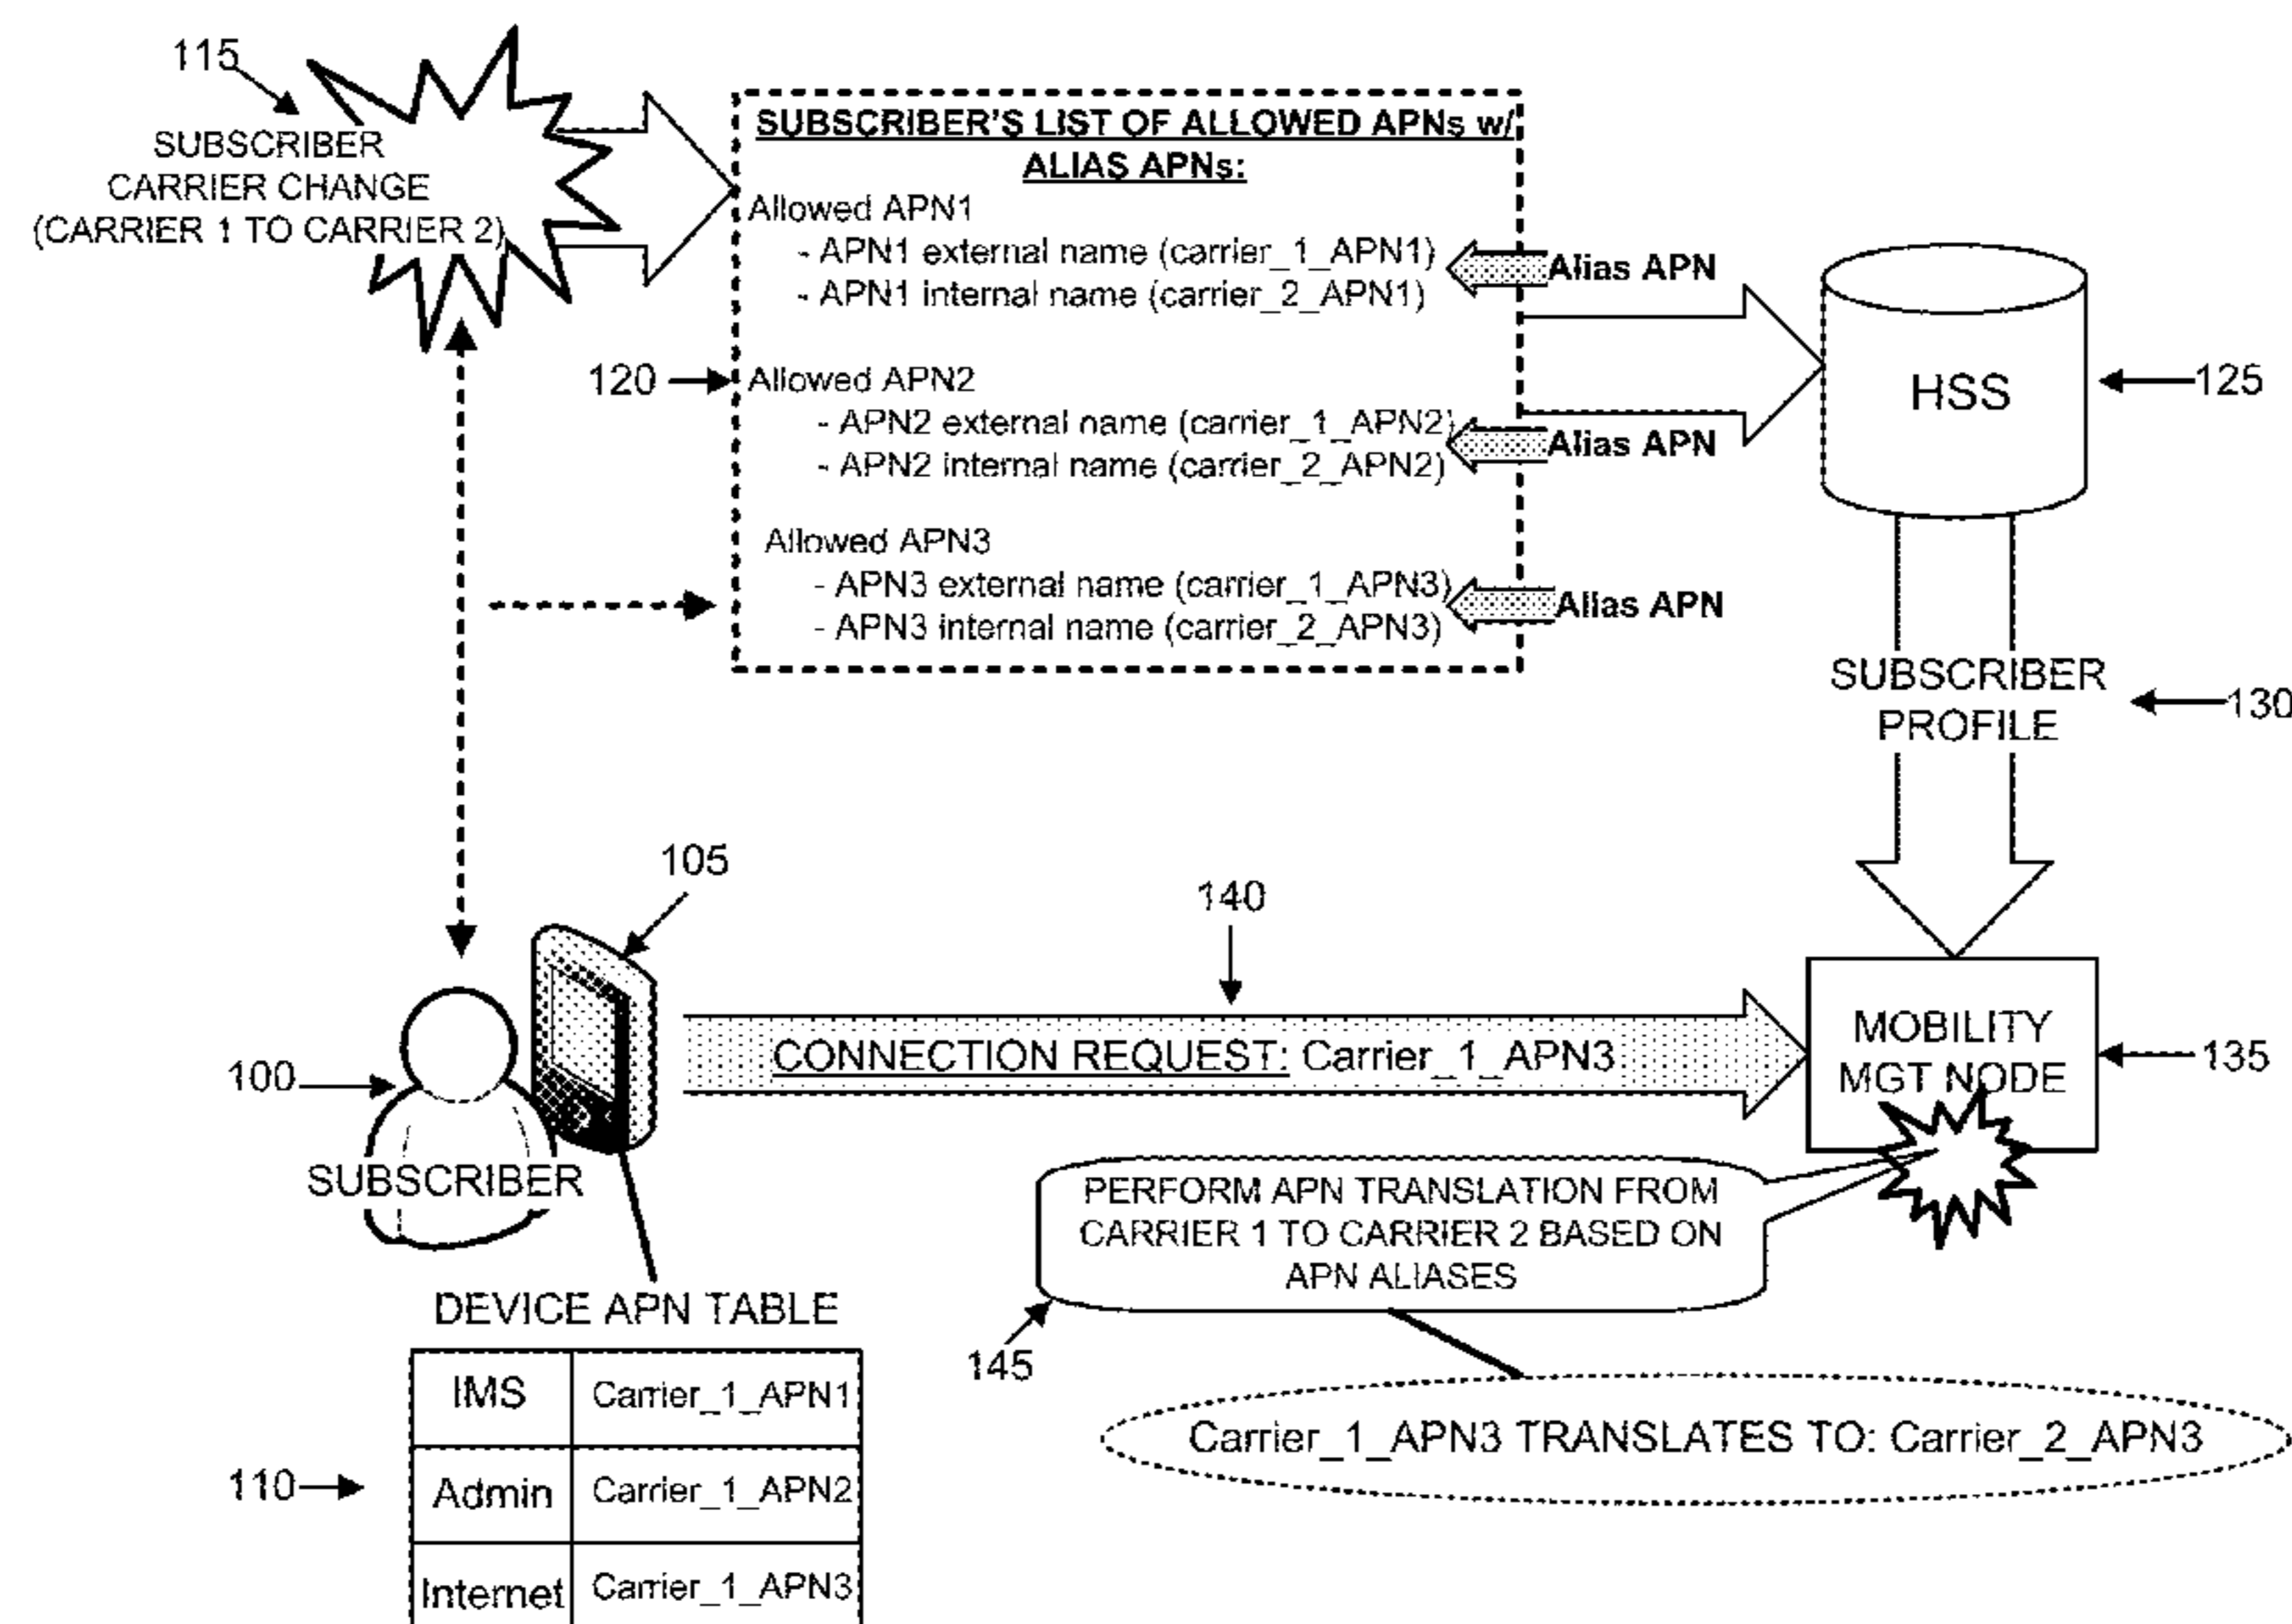 115
SUBSCRIBER
CARRIER CHANGE
(CARRIER 1 TO CARRIER 2)
SUBSCRIBER'S LIST OF ALLOWED APNs w/
ALIAS APNs:
Allowed APN1
- APN1 external name (carrier_1_APN1)
- APN1 internal name (carrier_2_APN1)
Alias APN
120
Allowed APN2
- APN2 external name (carrier_1_APN2)
- APN2 internal name (carrier_2_APN2)
Alias APN
Allowed APN3
- APN3 external name (carrier_1_APN3)
- APN3 internal name (carrier_2_APN3)
Alias APN
HSS
125
SUBSCRIBER
PROFILE
130
105
140
100
SUBSCRIBER
CONNECTION REQUEST: Carrier_1_APN3
MOBILITY
MGT NODE
135
PERFORM APN TRANSLATION FROM
CARRIER 1 TO CARRIER 2 BASED ON
APN ALIASES
145
Carrier_1_APN3 TRANSLATES TO: Carrier_2_APN3
DEVICE APN TABLE
110
IMS Carrier_1_APN1
Admin Carrier_1_APN2
Internet Carrier_1_APN3